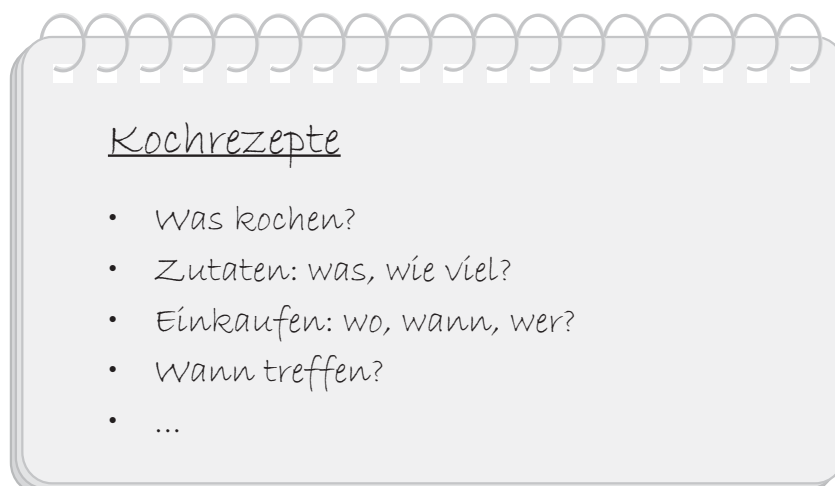 Kochrezepte
• Was kochen?
• Zutaten: was, wie viel?
• Einkaufen: wo, wann, wer?
• Wann treffen?
• ...